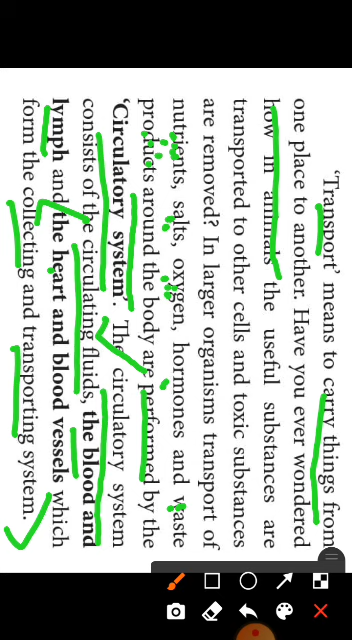 ‘Transport’ means to carry things from
one place to another. Have you ever wondered
how in animals the useful substances are
transported to other cells and toxic substances
are removed? In larger organisms transport of
nutrients, salts, oxygen, hormones and waste
products around the body are performed by the
‘Circulatory system’. The circulatory system
consists of the circulating fluids, the blood and
lymph and the heart and blood vessels which
form the collecting and transporting system.